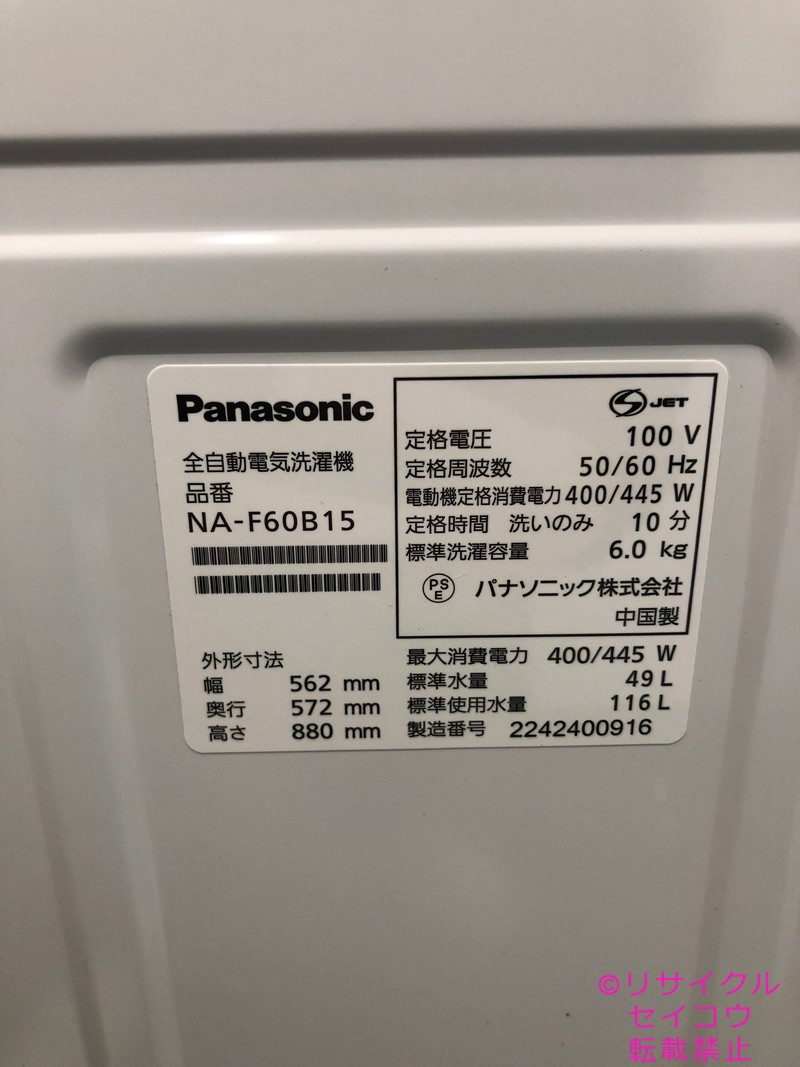 Panasonic
全自動電気洗濯機
品番
NA-F60B15
外形寸法
幅 562 mm
奥行 572 mm
高さ 880 mm
S JET
定格電圧 100 V
定格周波数 50/60 Hz
電動機定格消費電力 400/445 W
定格時間 洗いのみ 10 分
標準洗濯容量 6.0 kg
PS
E
パナソニック株式会社
中国製
最大消費電力 400/445 W
標準水量 49 L
標準使用水量 116 L
製造番号 2242400916
©リサイクル
セイコウ
転載禁止